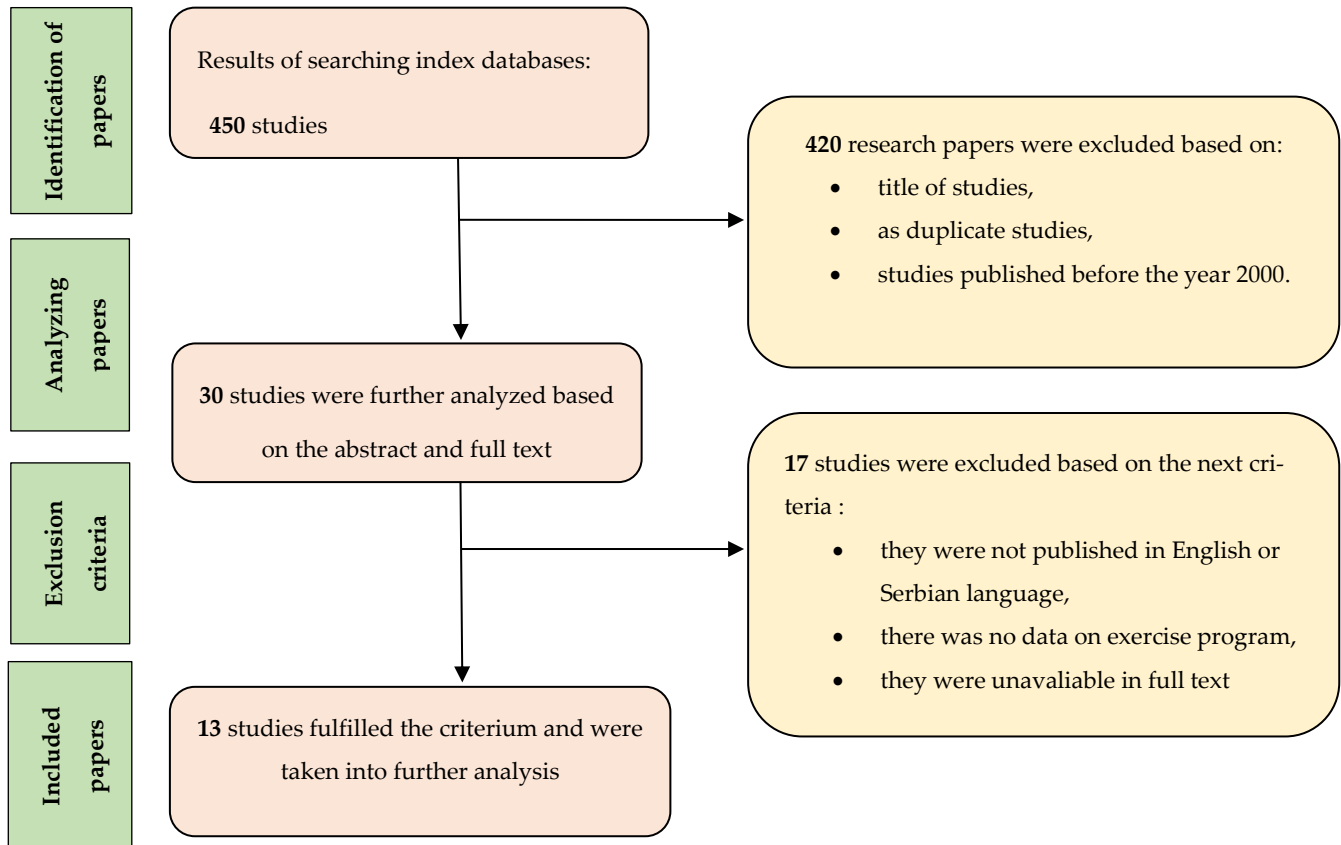 Identification of
papers
Results of searching index databases:
450 studies
420 research papers were excluded based on:
• title of studies,
• as duplicate studies,
• studies published before the year 2000.
Analyzing
papers
30 studies were further analyzed based
on the abstract and full text
Exclusion
criteria
17 studies were excluded based on the next cri-
teria :
• they were not published in English or
Serbian language,
• there was no data on exercise program,
• they were unavaliable in full text
Included
papers
13 studies fulfilled the criterium and were
taken into further analysis